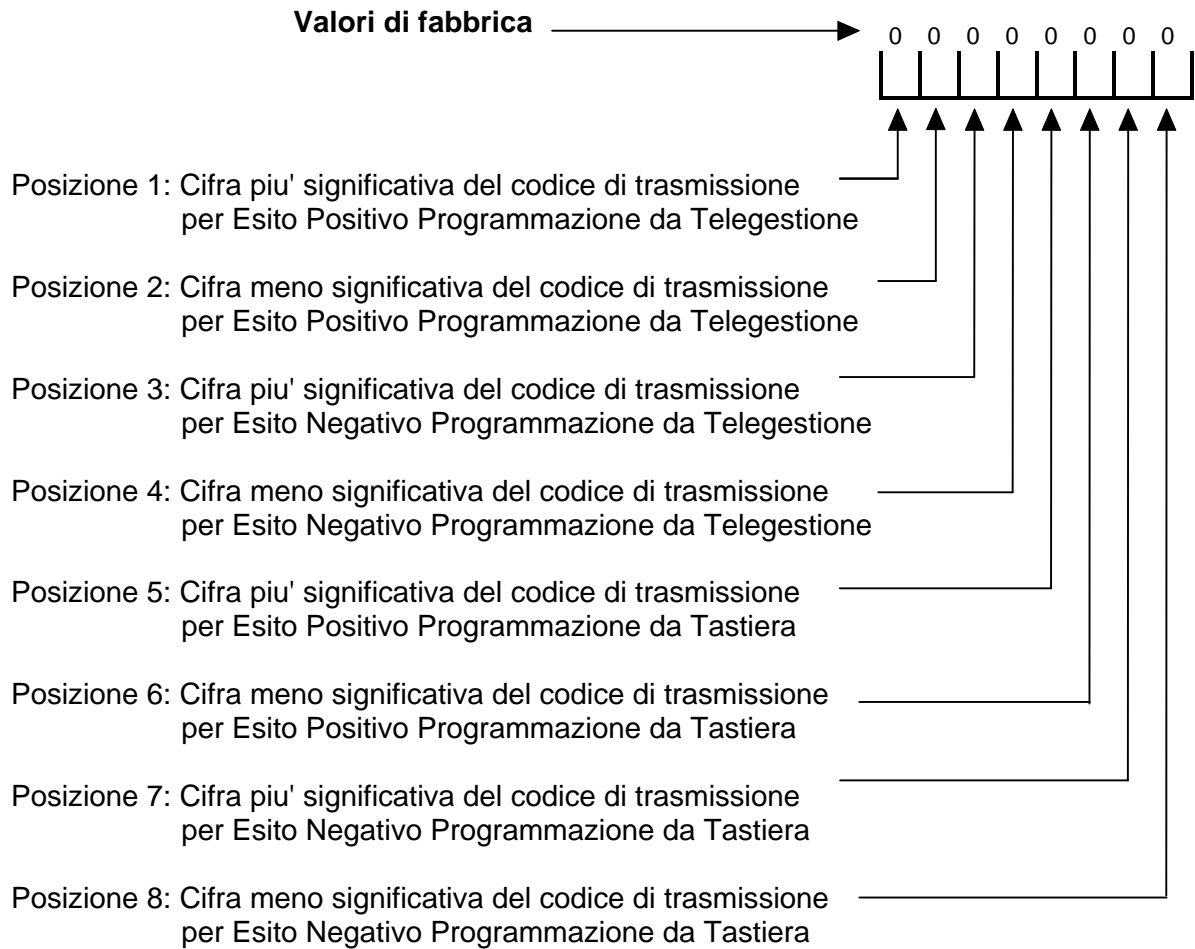 Valori di fabbrica
0 0 0 0 0 0 0 0
Posizione 1: Cifra piu' significativa del codice di trasmissione
per Esito Positivo Programmazione da Telegestione
Posizione 2: Cifra meno significativa del codice di trasmissione
per Esito Positivo Programmazione da Telegestione
Posizione 3: Cifra piu' significativa del codice di trasmissione
per Esito Negativo Programmazione da Telegestione
Posizione 4: Cifra meno significativa del codice di trasmissione
per Esito Negativo Programmazione da Telegestione
Posizione 5: Cifra piu' significativa del codice di trasmissione
per Esito Positivo Programmazione da Tastiera
Posizione 6: Cifra meno significativa del codice di trasmissione
per Esito Positivo Programmazione da Tastiera
Posizione 7: Cifra piu' significativa del codice di trasmissione
per Esito Negativo Programmazione da Tastiera
Posizione 8: Cifra meno significativa del codice di trasmissione
per Esito Negativo Programmazione da Tastiera